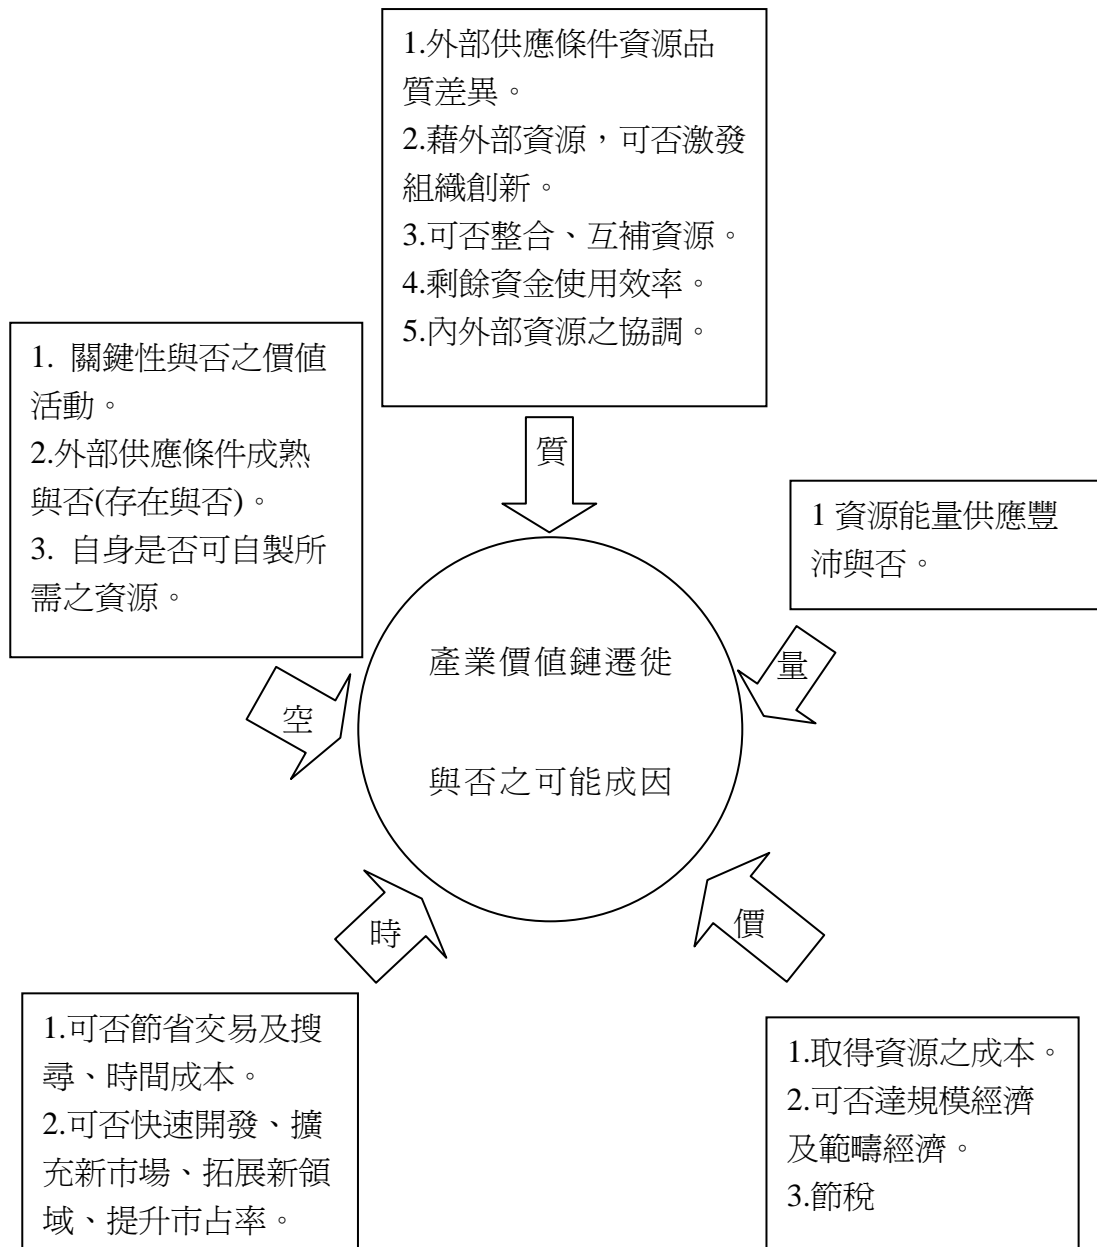 1.外部供應條件資源品
質差異。
2.藉外部資源，可否激發
組織創新。
3.可否整合、互補資源。
4.剩餘資金使用效率。
5.內外部資源之協調。
質
1. 關鍵性與否之價值
活動。
2.外部供應條件成熟
與否(存在與否)。
3. 自身是否可自製所
需之資源。
空
1 資源能量供應豐
沛與否。
量
產業價值鏈遷徙
與否之可能成因
時
1.可否節省交易及搜
尋、時間成本。
2.可否快速開發、擴
充新市場、拓展新領
域、提升市占率。
價
1.取得資源之成本。
2.可否達規模經濟
及範疇經濟。
3.節稅